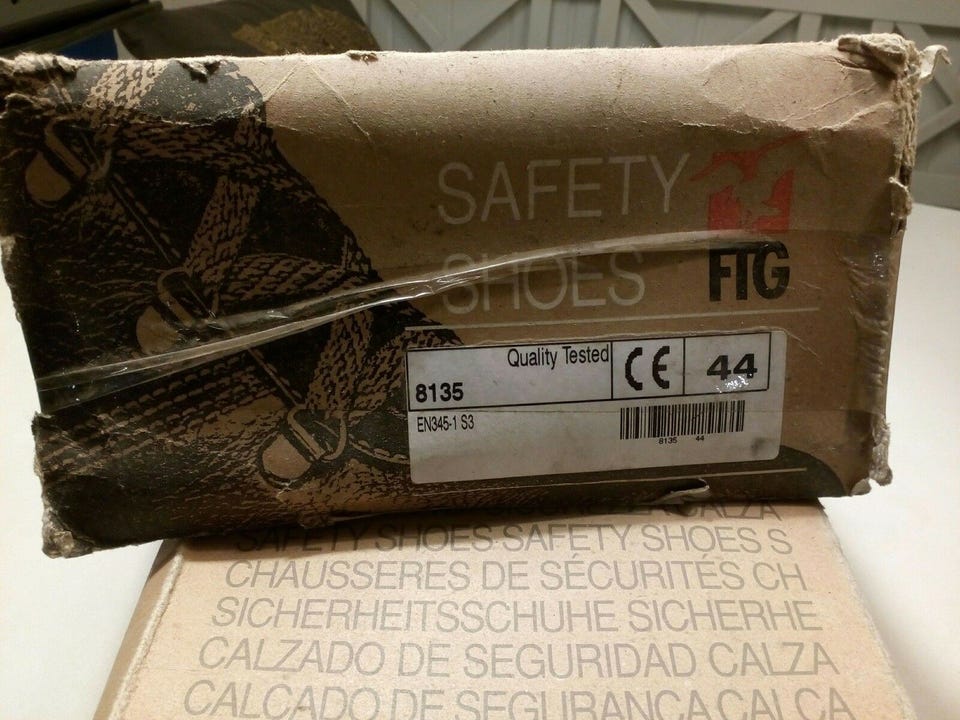 SAFETY
SHOES
FTG
Quality Tested
8135
CE
44
EN345-1 S3
8135 44
CALZA
SAFETY SHOES SAFETY SHOES S
CHAUSSERES DE SÉCURITÉS CH
SICHERHEITSSCHUHE SICHERHE
CALZADO DE SEGURIDAD CALZA
CALCADO DE SEGURANCA CALCA